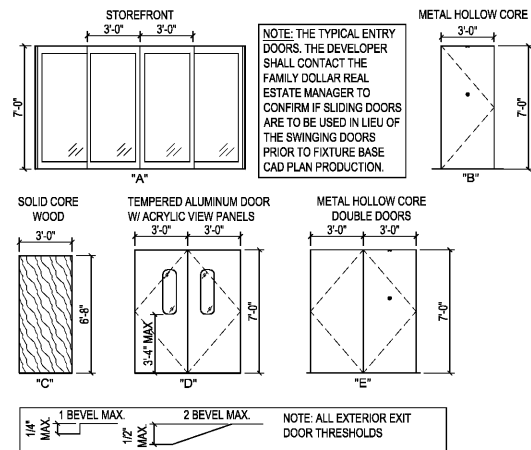 STOREFRONT
3'-0" 3'-0"
7'-0"
"A"
NOTE: THE TYPICAL ENTRY
DOORS. THE DEVELOPER
SHALL CONTACT THE
FAMILY DOLLAR REAL
ESTATE MANAGER TO
CONFIRM IF SLIDING DOORS
ARE TO BE USED IN LIEU OF
THE SWINGING DOORS
PRIOR TO FIXTURE BASE
CAD PLAN PRODUCTION.
METAL HOLLOW CORE
3'-0"
7'-0"
"B"
SOLID CORE
WOOD
3'-0"
6'-8"
"C"
TEMPERED ALUMINUM DOOR
W/ ACRYLIC VIEW PANELS
3'-0" 3'-0"
3'-4" MAX.
7'-0"
"D"
METAL HOLLOW CORE
DOUBLE DOORS
3'-0" 3'-0"
7'-0"
"E"
1 BEVEL MAX.
1/4"
MAX.
2 BEVEL MAX.
1/2"
MAX.
NOTE: ALL EXTERIOR EXIT
DOOR THRESHOLDS